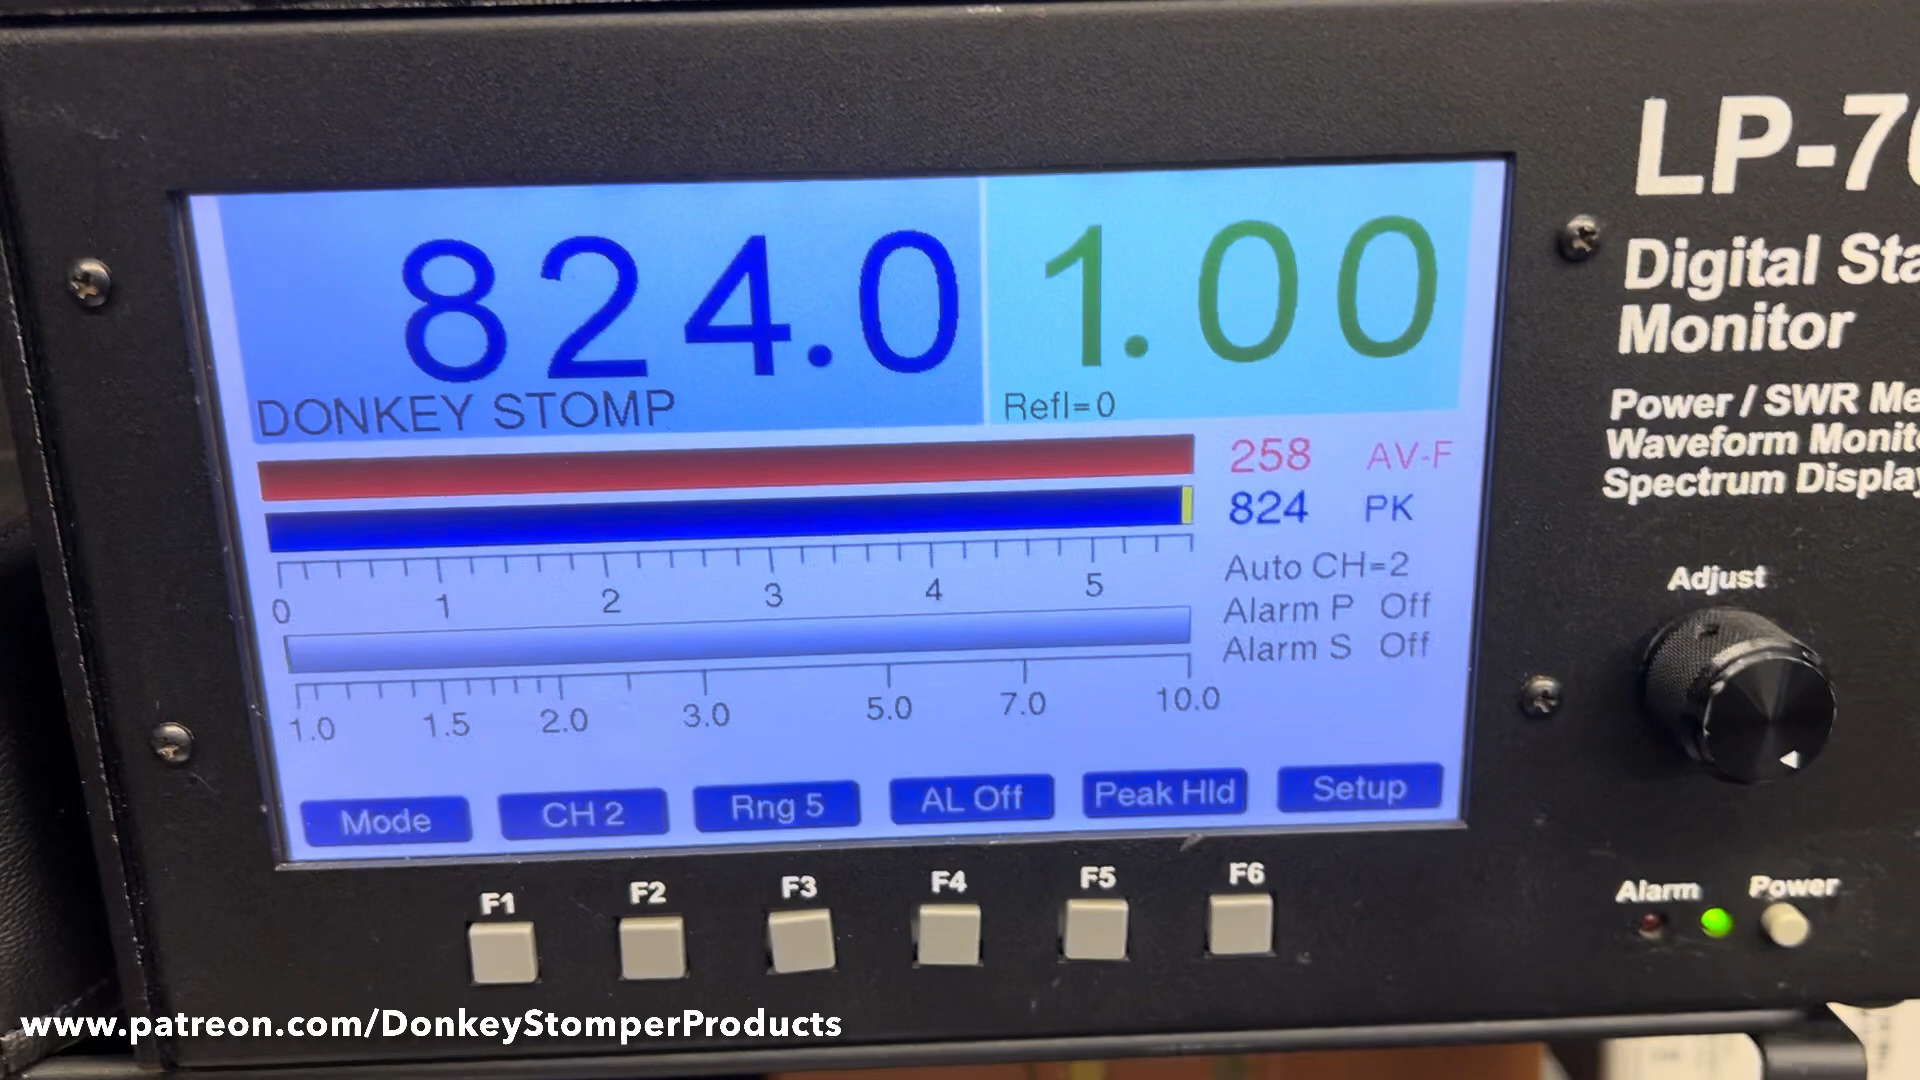 LP-70
Digital Sta
Monitor
Power / SWR Me
Waveform Monito
Spectrum Display
824.0
DONKEY STOMP
1.00
Refl=0
258 AV-F
824 PK
Auto CH=2
Alarm P Off
Alarm S Off
0 1 2 3 4 5
1.0 1.5 2.0 3.0 5.0 7.0 10.0
Mode CH 2 Rng 5 AL Off Peak Hld Setup
F1 F2 F3 F4 F5 F6
Adjust
Alarm Power
www.patreon.com/DonkeyStomperProducts